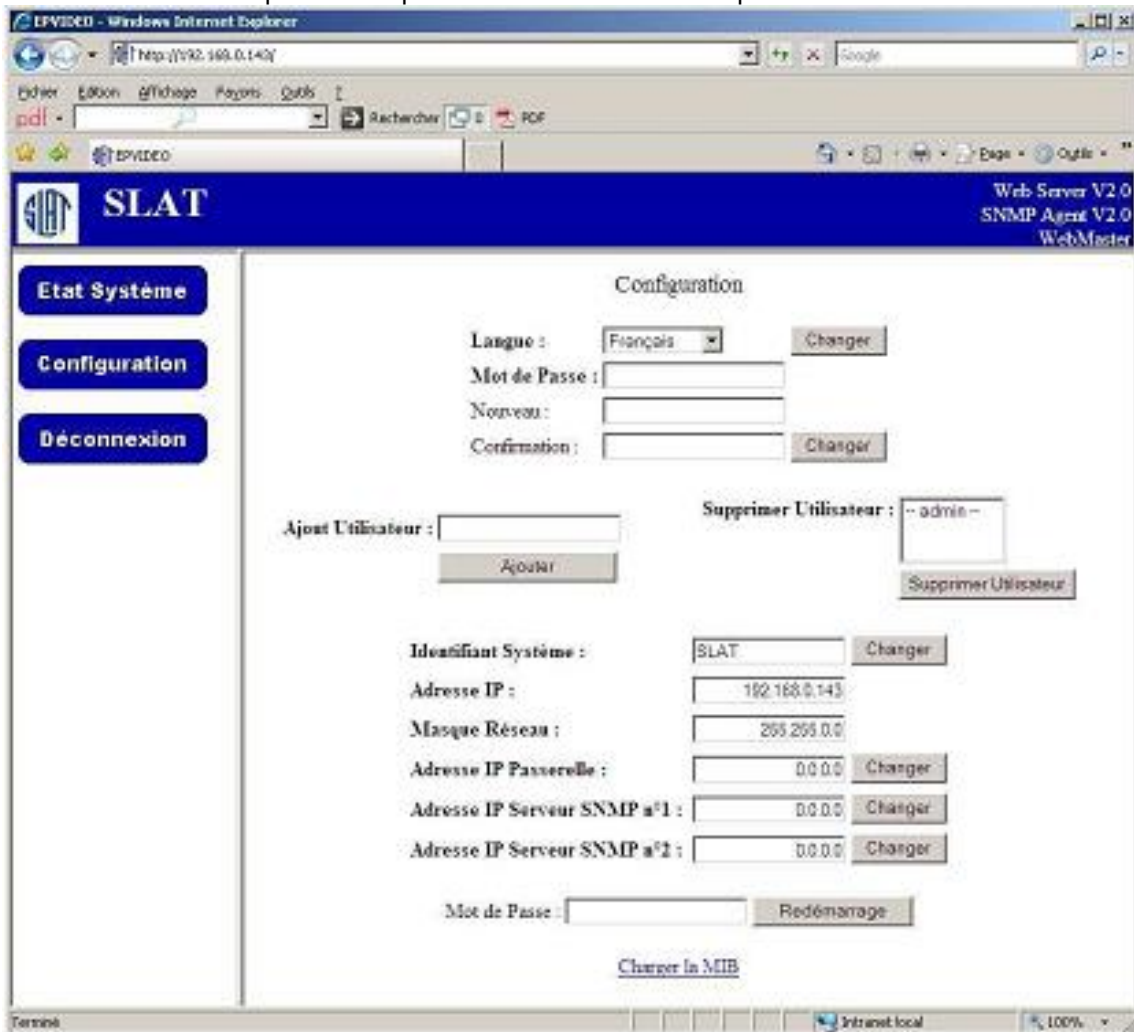 EPVIDEO - Windows Internet Explorer
http://192.168.0.143/
Google
Fichier Edition Affichage Favoris Outils ?
pdf Rechercher 0 PDF
EPVIDEO
Page Outils
SLAT
SLAT
Web Server V2.0
SNMP Agent V2.0
WebMaster
Etat Système
Configuration
Déconnexion
Configuration
Langue : Français Changer
Mot de Passe :
Nouveau :
Confirmation : Changer
Ajout Utilisateur :
Ajouter
Supprimer Utilisateur : -- admin --
Supprimer Utilisateur
Identifiant Système : SLAT Changer
Adresse IP : 192.168.0.143
Masque Réseau : 255.255.0.0
Adresse IP Passerelle : 0.0.0.0 Changer
Adresse IP Serveur SNMP n°1 : 0.0.0.0 Changer
Adresse IP Serveur SNMP n°2 : 0.0.0.0 Changer
Mot de Passe : Redémarrage
Charger la MIB
Terminé Intranet local 100%